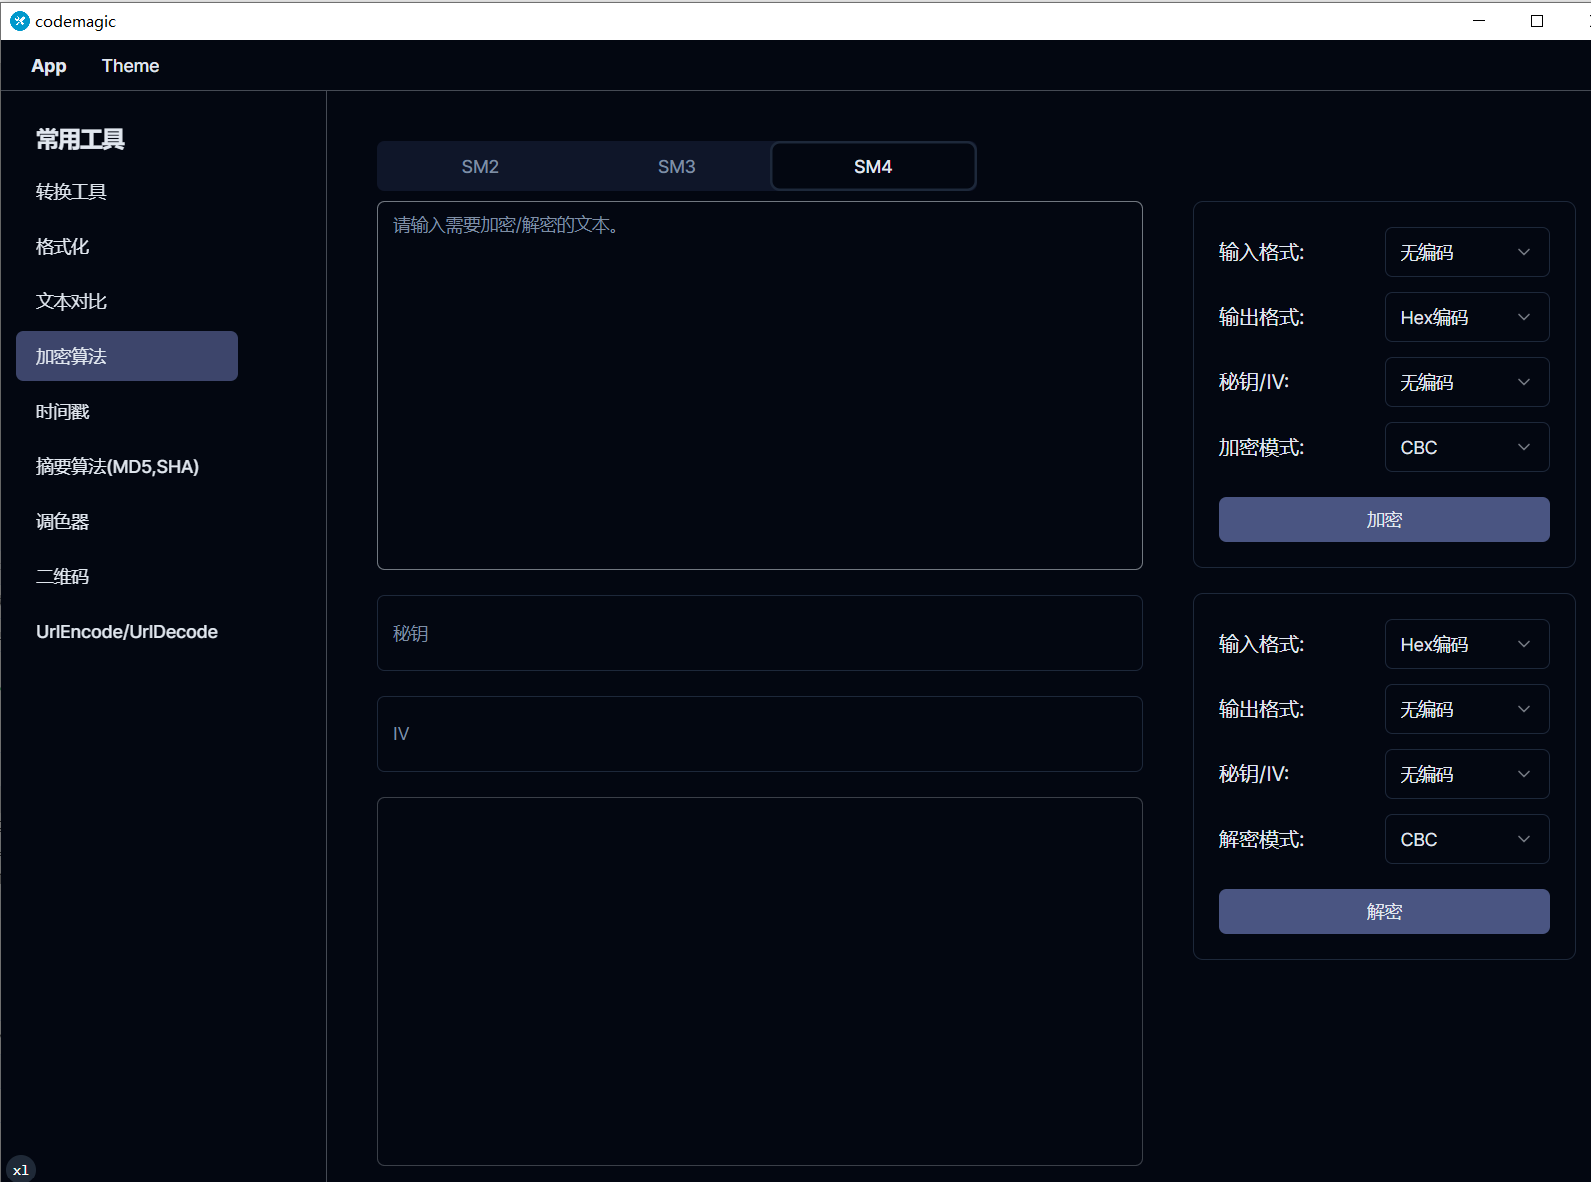 codemagic
App
Theme
常用工具
转换工具
格式化
文本对比
加密算法
时间戳
摘要算法(MD5,SHA)
调色器
二维码
UrlEncode/UrlDecode
SM2
SM3
SM4
请输入需要加密/解密的文本。
秘钥
IV
输入格式:
无编码
输出格式:
Hex编码
秘钥/IV:
无编码
加密模式:
CBC
加密
输入格式:
Hex编码
输出格式:
无编码
秘钥/IV:
无编码
解密模式:
CBC
解密
xl